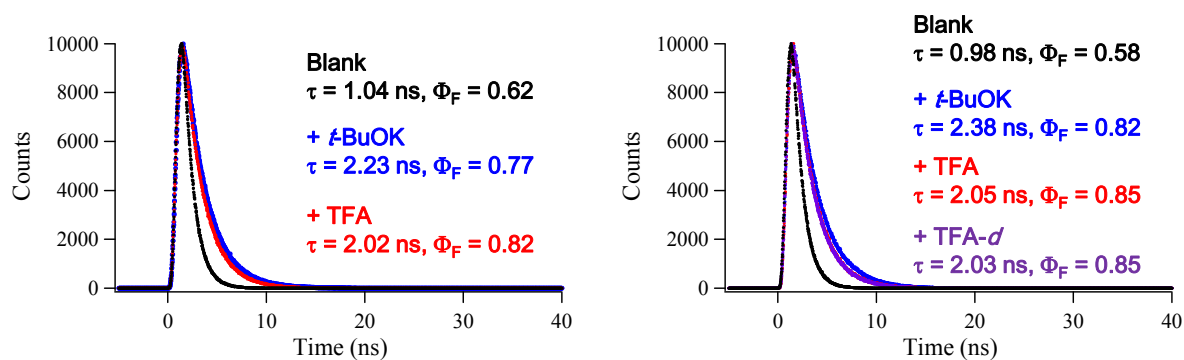 10000
8000
6000
4000
2000
0
Counts
0
10
20
30
40
Time (ns)
Blank
τ = 1.04 ns, ΦF = 0.62
+ t-BuOK
τ = 2.23 ns, ΦF = 0.77
+ TFA
τ = 2.02 ns, ΦF = 0.82
10000
8000
6000
4000
2000
0
Counts
0
10
20
30
40
Time (ns)
Blank
τ = 0.98 ns, ΦF = 0.58
+ t-BuOK
τ = 2.38 ns, ΦF = 0.82
+ TFA
τ = 2.05 ns, ΦF = 0.85
+ TFA-d
τ = 2.03 ns, ΦF = 0.85